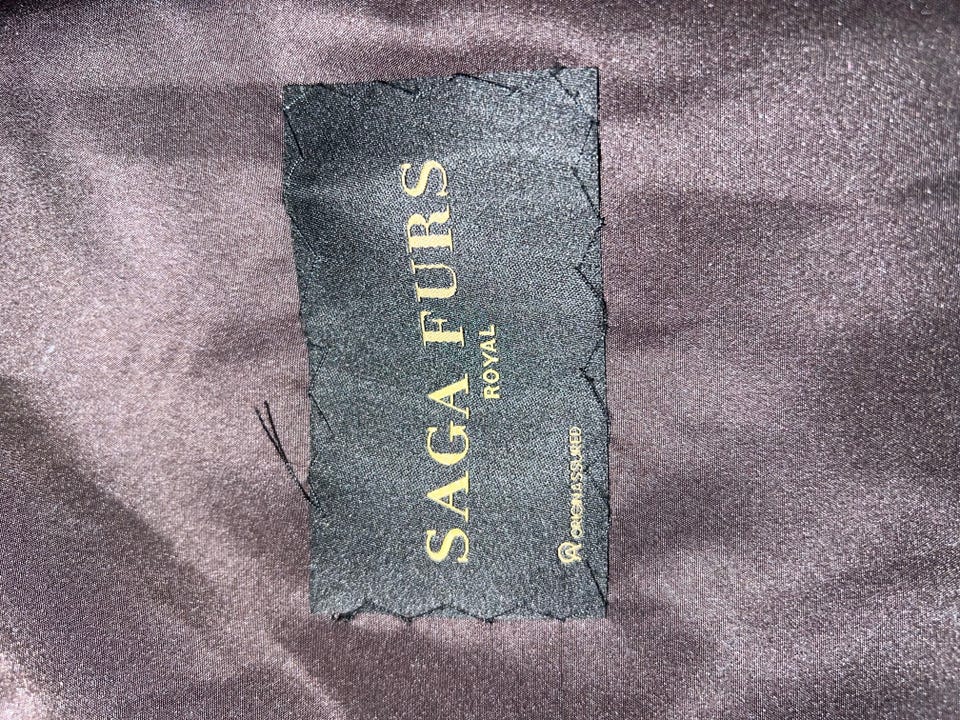 SAGA FURS
ROYAL
ORIGIN ASSURED